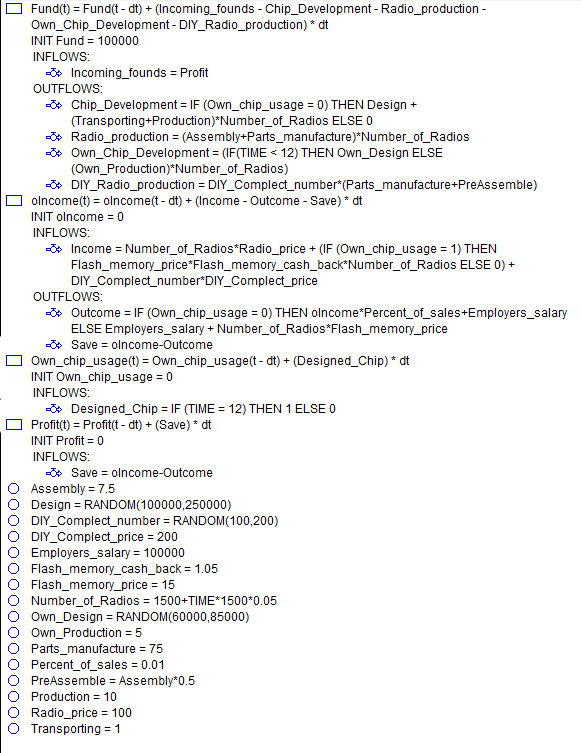 Fund(t) = Fund(t - dt) + (Incoming_founds - Chip_Development - Radio_production -
Own_Chip_Development - DIY_Radio_production) * dt
INIT Fund = 100000
INFLOWS:
Incoming_founds = Profit
OUTFLOWS:
Chip_Development = IF (Own_chip_usage = 0) THEN Design +
(Transporting+Production)*Number_of_Radios ELSE 0
Radio_production = (Assembly+Parts_manufacture)*Number_of_Radios
Own_Chip_Development = (IF(TIME < 12) THEN Own_Design ELSE
(Own_Production)*Number_of_Radios)
DIY_Radio_production = DIY_Complect_number*(Parts_manufacture+PreAssemble)
oIncome(t) = oIncome(t - dt) + (Income - Outcome - Save) * dt
INIT oIncome = 0
INFLOWS:
Income = Number_of_Radios*Radio_price + (IF (Own_chip_usage = 1) THEN
Flash_memory_price*Flash_memory_cash_back*Number_of_Radios ELSE 0) +
DIY_Complect_number*DIY_Complect_price
OUTFLOWS:
Outcome = IF (Own_chip_usage = 0) THEN oIncome*Percent_of_sales+Employers_salary
ELSE Employers_salary + Number_of_Radios*Flash_memory_price
Save = oIncome-Outcome
Own_chip_usage(t) = Own_chip_usage(t - dt) + (Designed_Chip) * dt
INIT Own_chip_usage = 0
INFLOWS:
Designed_Chip = IF (TIME = 12) THEN 1 ELSE 0
Profit(t) = Profit(t - dt) + (Save) * dt
INIT Profit = 0
INFLOWS:
Save = oIncome-Outcome
Assembly = 7.5
Design = RANDOM(100000,250000)
DIY_Complect_number = RANDOM(100,200)
DIY_Complect_price = 200
Employers_salary = 100000
Flash_memory_cash_back = 1.05
Flash_memory_price = 15
Number_of_Radios = 1500+TIME*1500*0.05
Own_Design = RANDOM(60000,85000)
Own_Production = 5
Parts_manufacture = 75
Percent_of_sales = 0.01
PreAssemble = Assembly*0.5
Production = 10
Radio_price = 100
Transporting = 1